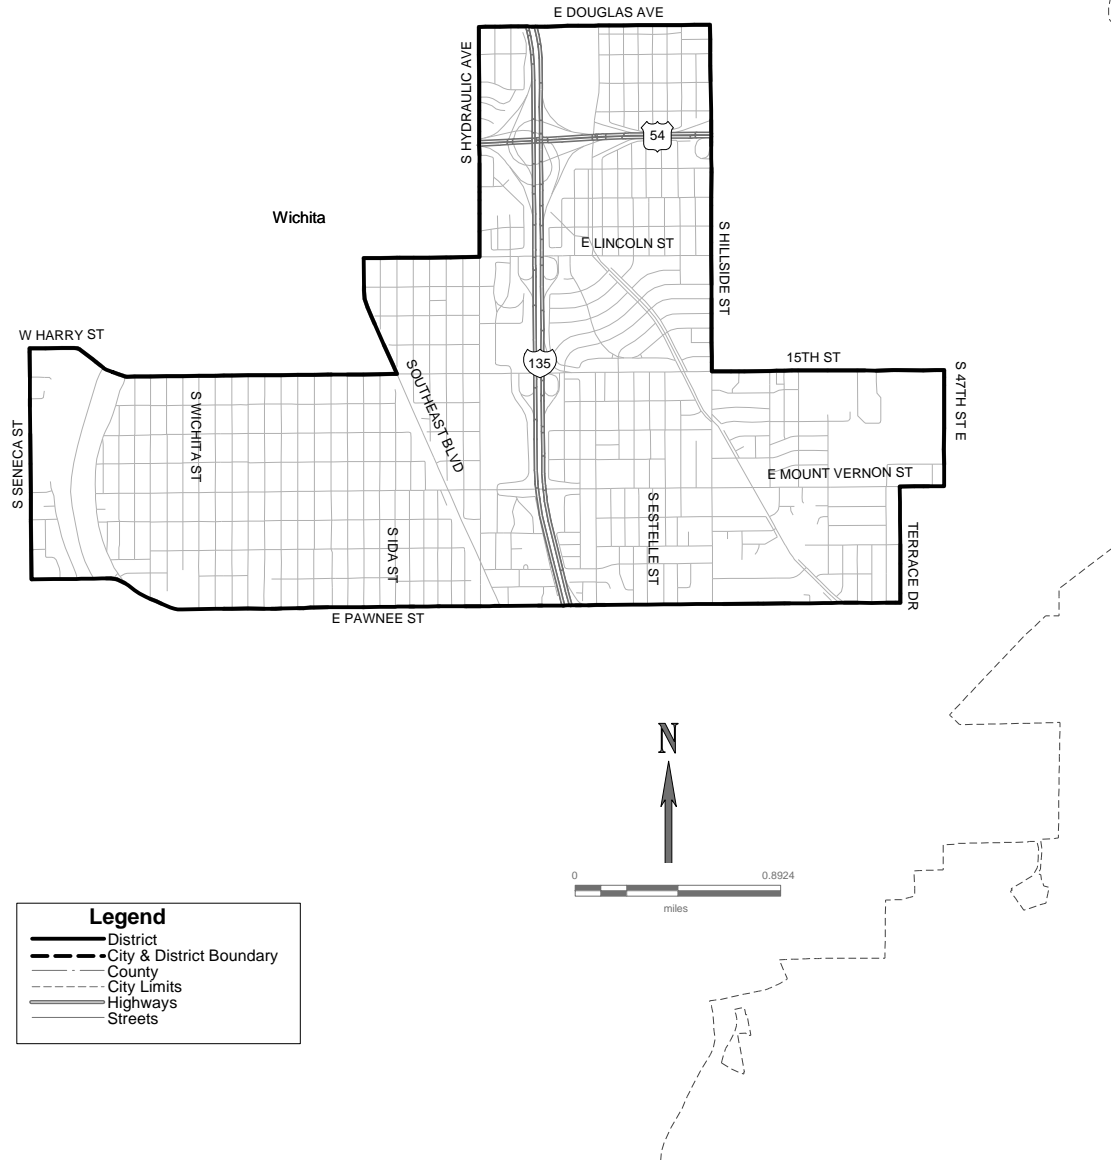 E DOUGLAS AVE
S HYDRAULIC AVE
54
Wichita
E LINCOLN ST
S HILLSIDE ST
W HARRY ST
135
15TH ST
S 47TH ST E
SOUTHEAST BLVD
S WICHITA ST
S SENECA ST
E MOUNT VERNON ST
S IDA ST
S ESTELLE ST
TERRACE DR
E PAWNEE ST
N
0 0.8924
miles
Legend
District
City & District Boundary
County
City Limits
Highways
Streets